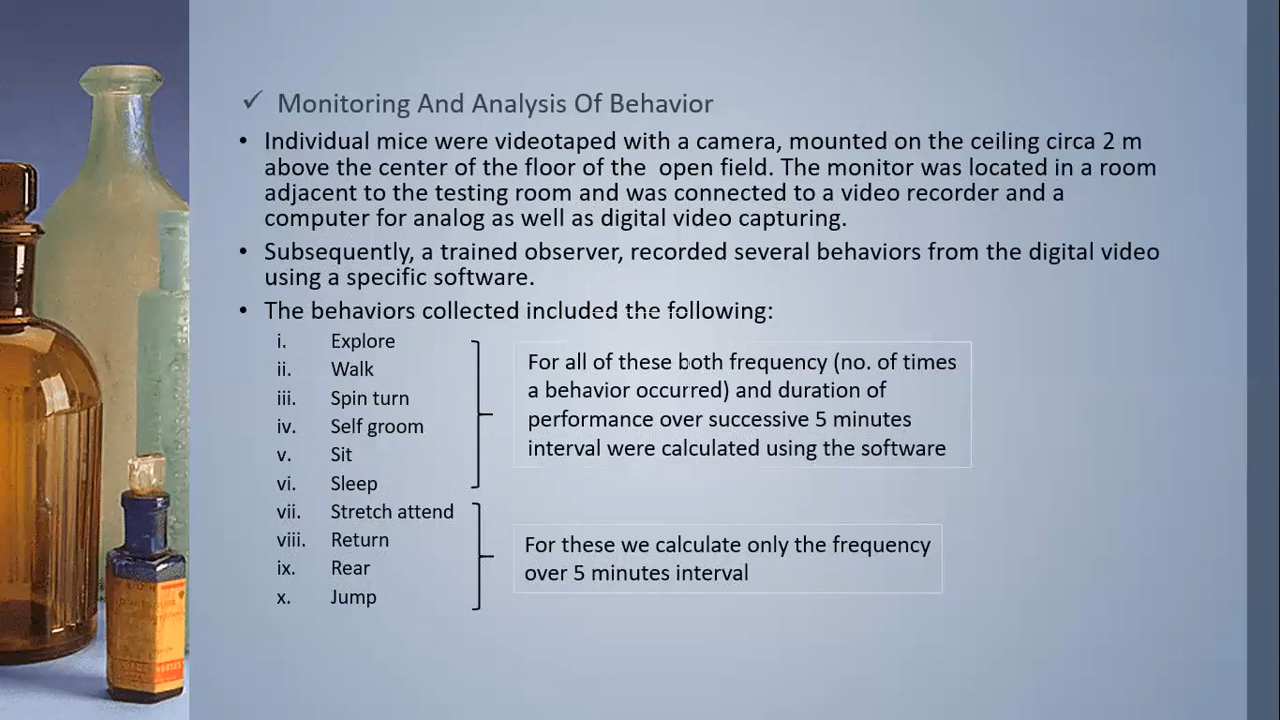 ✓ Monitoring And Analysis Of Behavior
• Individual mice were videotaped with a camera, mounted on the ceiling circa 2 m
above the center of the floor of the open field. The monitor was located in a room
adjacent to the testing room and was connected to a video recorder and a
computer for analog as well as digital video capturing.
• Subsequently, a trained observer, recorded several behaviors from the digital video
using a specific software.
• The behaviors collected included the following:
i. Explore
ii. Walk
iii. Spin turn
iv. Self groom
v. Sit
vi. Sleep
For all of these both frequency (no. of times
a behavior occurred) and duration of
performance over successive 5 minutes
interval were calculated using the software
vii. Stretch attend
viii. Return
ix. Rear
x. Jump
For these we calculate only the frequency
over 5 minutes interval